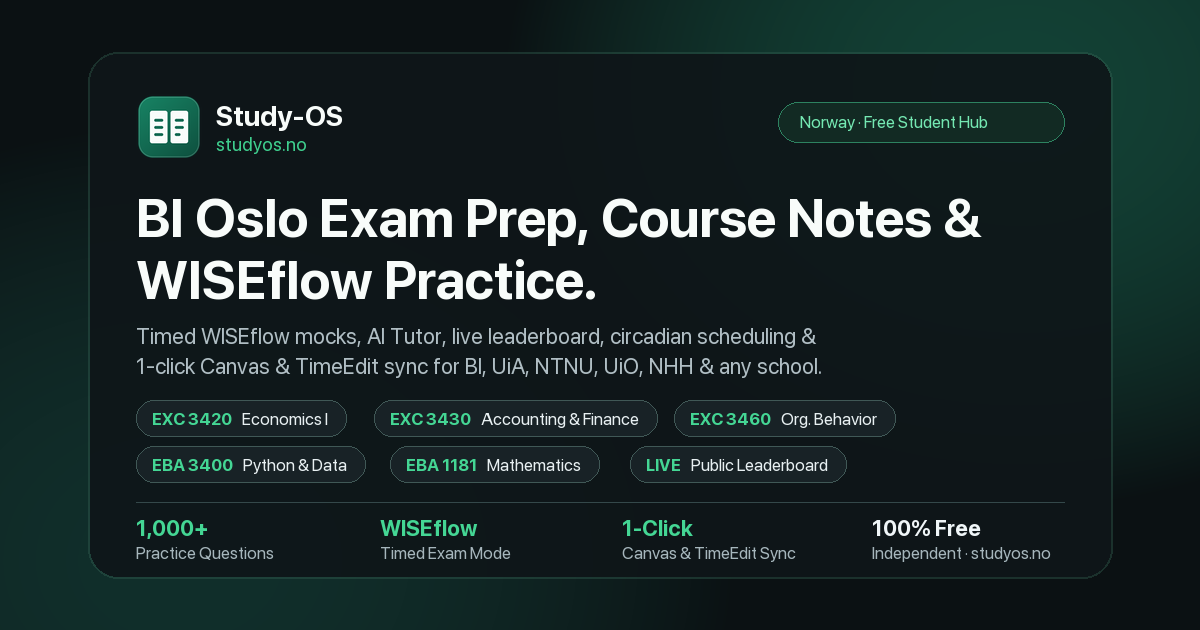 Study-OS
studyos.no
Norway · Free Student Hub
BI Oslo Exam Prep, Course Notes &
WISEflow Practice.
Timed WISEflow mocks, AI Tutor, live leaderboard, circadian scheduling &
1-click Canvas & TimeEdit sync for BI, UiA, NTNU, UiO, NHH & any school.
EXC 3420 Economics I
EXC 3430 Accounting & Finance
EXC 3460 Org. Behavior
EBA 3400 Python & Data
EBA 1181 Mathematics
LIVE Public Leaderboard
1,000+
Practice Questions
WISEflow
Timed Exam Mode
1-Click
Canvas & TimeEdit Sync
100% Free
Independent · studyos.no